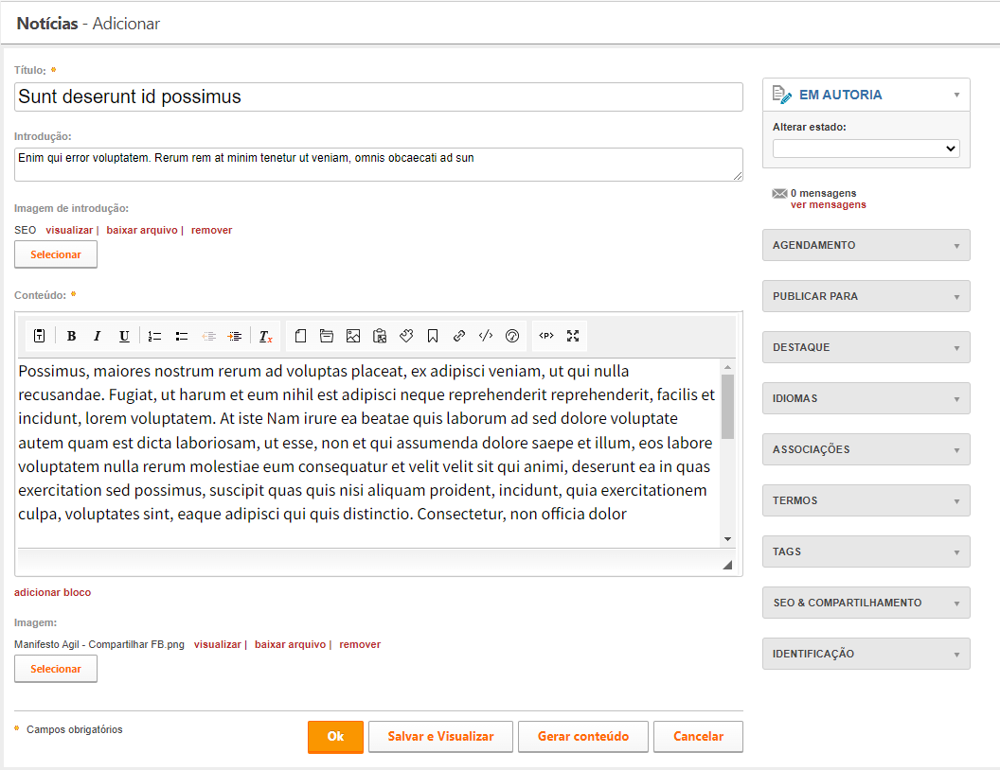 Notícias - Adicionar
Título: *
Sunt deserunt id possimus
Introdução:
Enim qui error voluptatem. Rerum rem at minim tenetur ut veniam, omnis obcaecati ad sun
Imagem de introdução:
SEO visualizar | baixar arquivo | remover
Selecionar
Conteúdo: *
B I U Tx
Possimus, maiores nostrum rerum ad voluptas placeat, ex adipisci veniam, ut qui nulla
recusandae. Fugiat, ut harum et eum nihil est adipisci neque reprehenderit reprehenderit, facilis et
incidunt, lorem voluptatem. At iste Nam irure ea beatae quis laborum ad sed dolore voluptate
autem quam est dicta laboriosam, ut esse, non et qui assumenda dolore saepe et illum, eos labore
voluptatem nulla rerum molestiae eum consequatur et velit velit sit qui animi, deserunt ea in quas
exercitation sed possimus, suscipit quas quis nisi aliquam proident, incidunt, quia exercitationem
culpa, voluptates sint, eaque adipisci qui quis distinctio. Consectetur, non officia dolor
adicionar bloco
Imagem:
Manifesto Agil - Compartilhar FB.png visualizar | baixar arquivo | remover
Selecionar
* Campos obrigatórios
Ok
Salvar e Visualizar
Gerar conteúdo
Cancelar
EM AUTORIA
Alterar estado:
0 mensagens
ver mensagens
AGENDAMENTO
PUBLICAR PARA
DESTAQUE
IDIOMAS
ASSOCIAÇÕES
TERMOS
TAGS
SEO & COMPARTILHAMENTO
IDENTIFICAÇÃO